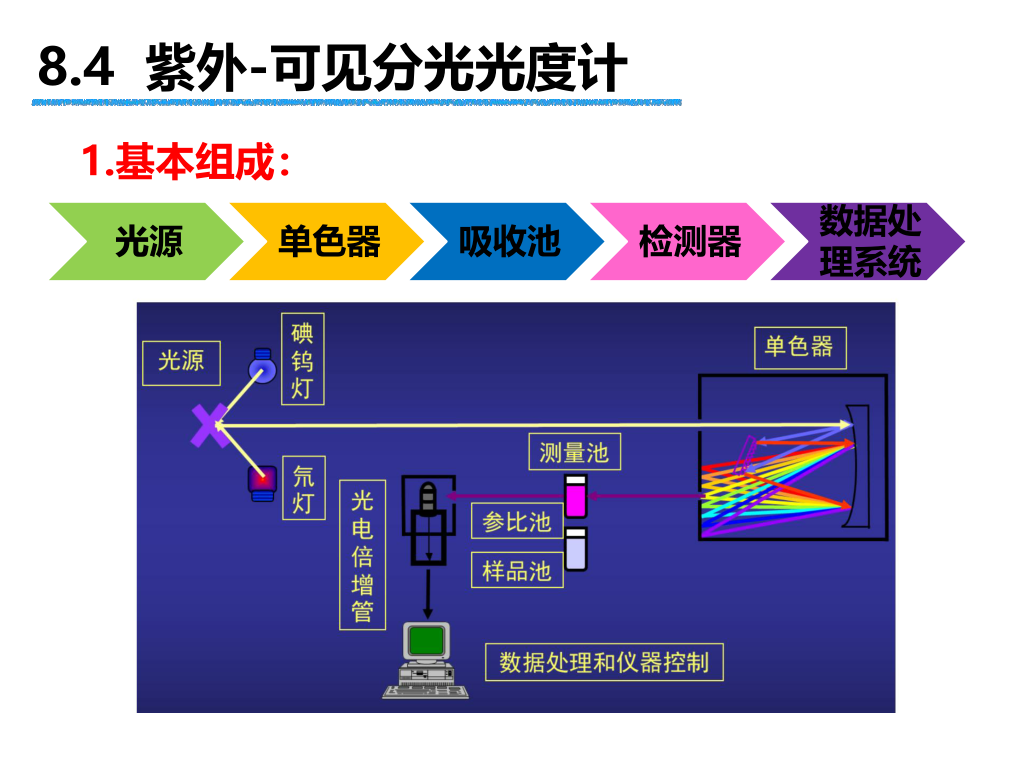 8.4 紫外-可见分光光度计
1.基本组成：
光源
单色器
吸收池
检测器
数据处
理系统
光源
碘
钨
灯
单色器
氘
灯
测量池
光
电
倍
增
管
参比池
样品池
数据处理和仪器控制